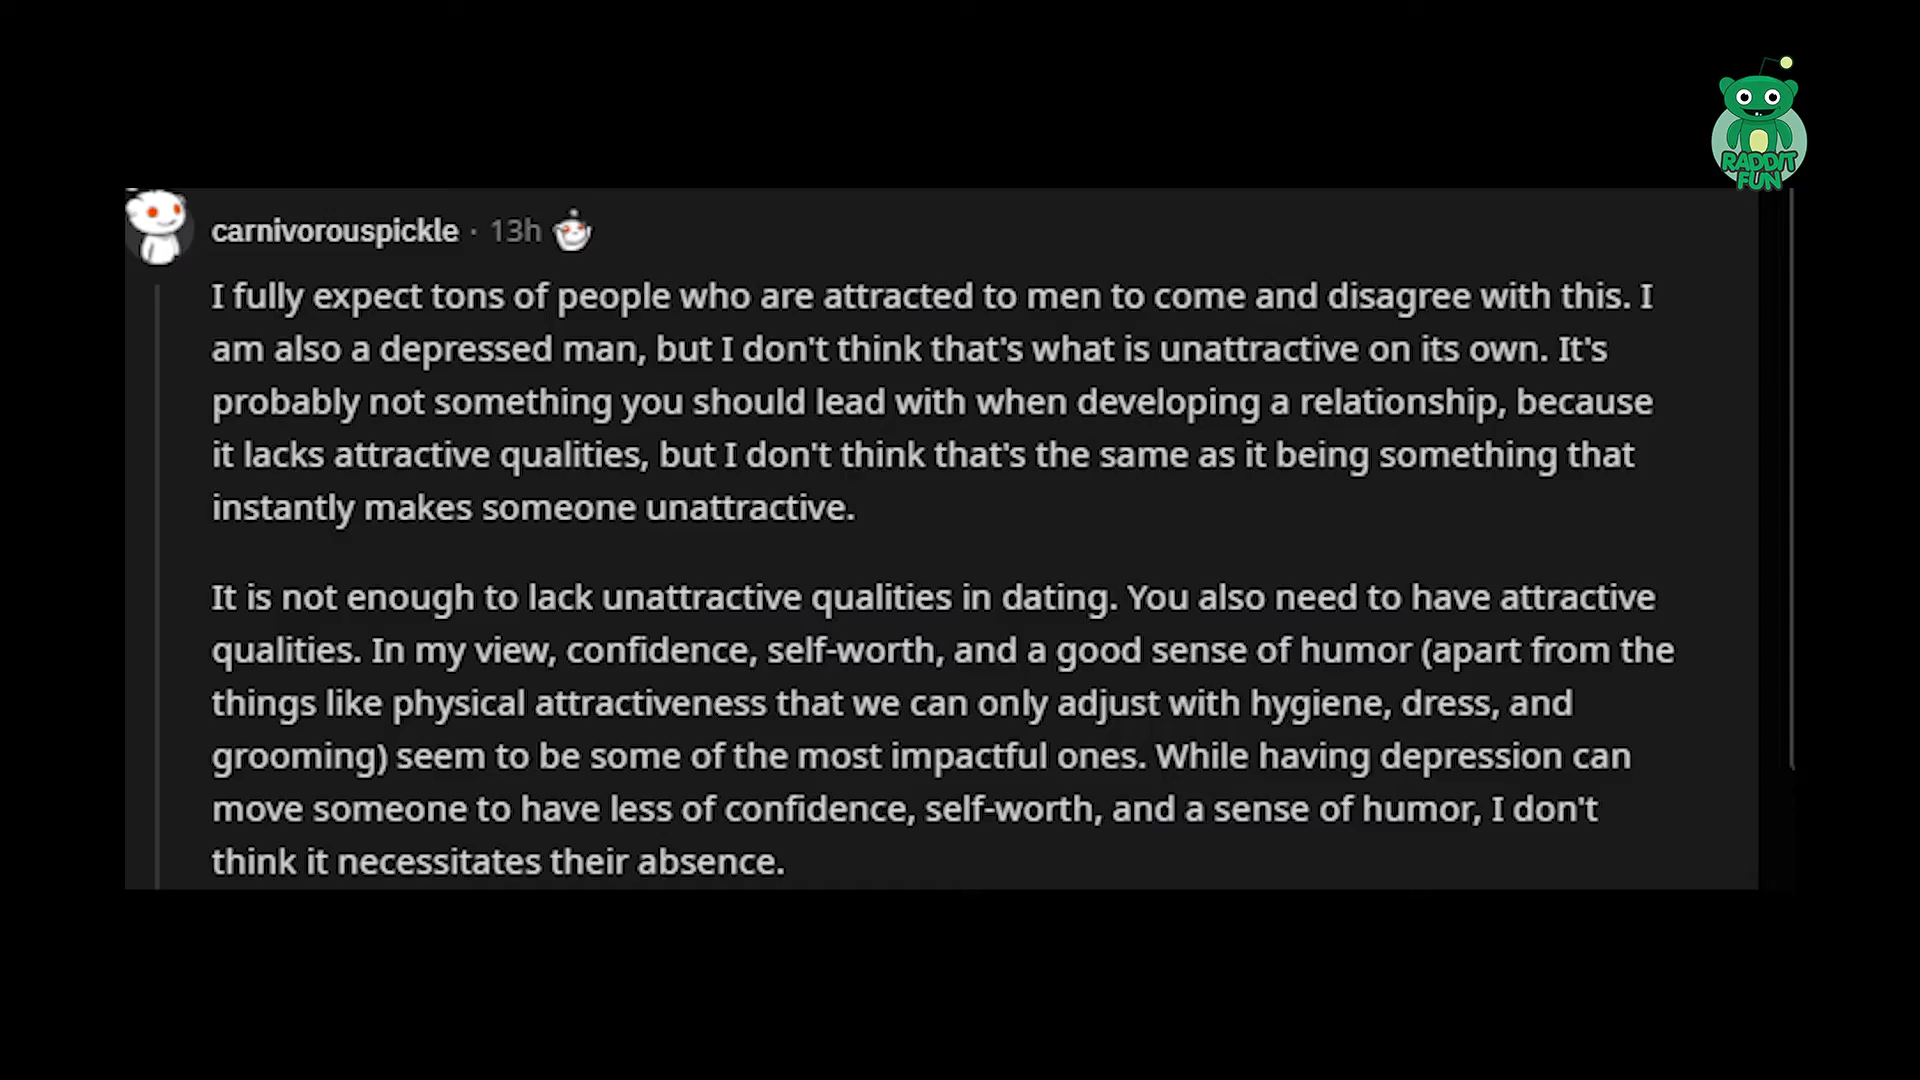 RADDIT
FUN
carnivorouspickle · 13h
I fully expect tons of people who are attracted to men to come and disagree with this. I
am also a depressed man, but I don't think that's what is unattractive on its own. It's
probably not something you should lead with when developing a relationship, because
it lacks attractive qualities, but I don't think that's the same as it being something that
instantly makes someone unattractive.
It is not enough to lack unattractive qualities in dating. You also need to have attractive
qualities. In my view, confidence, self-worth, and a good sense of humor (apart from the
things like physical attractiveness that we can only adjust with hygiene, dress, and
grooming) seem to be some of the most impactful ones. While having depression can
move someone to have less of confidence, self-worth, and a sense of humor, I don't
think it necessitates their absence.